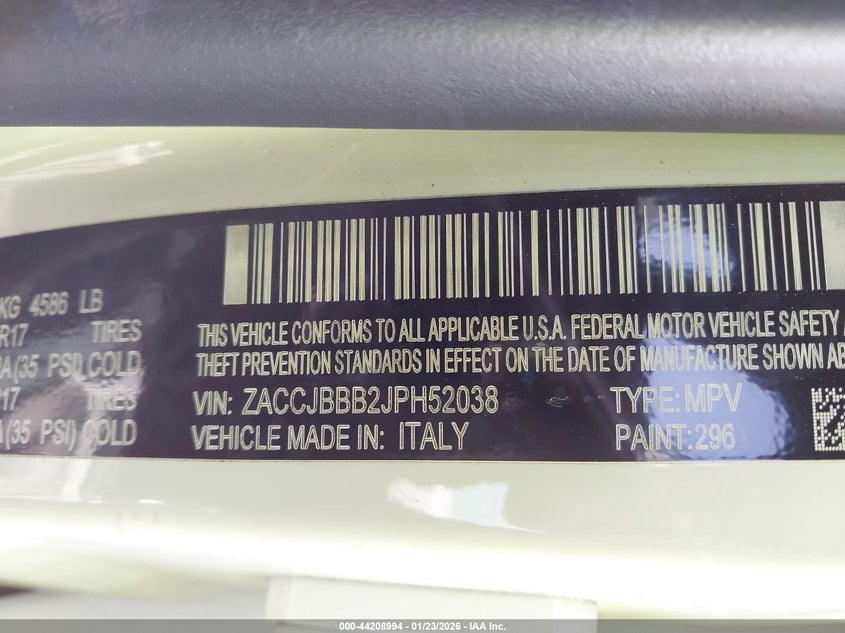 KG 4586 LB
R17 TIRES
(35 PSI) COLD
17
(35 PSI) COLD
THIS VEHICLE CONFORMS TO ALL APPLICABLE U.S.A. FEDERAL MOTOR VEHICLE SAFETY
THEFT PREVENTION STANDARDS IN EFFECT ON THE DATE OF MANUFACTURE SHOWN AB
VIN: ZACCJBBB2JPH52038 TYPE: MPV
VEHICLE MADE IN: ITALY PAINT: 296
000-44208994 - 01/23/2026 - IAA Inc.